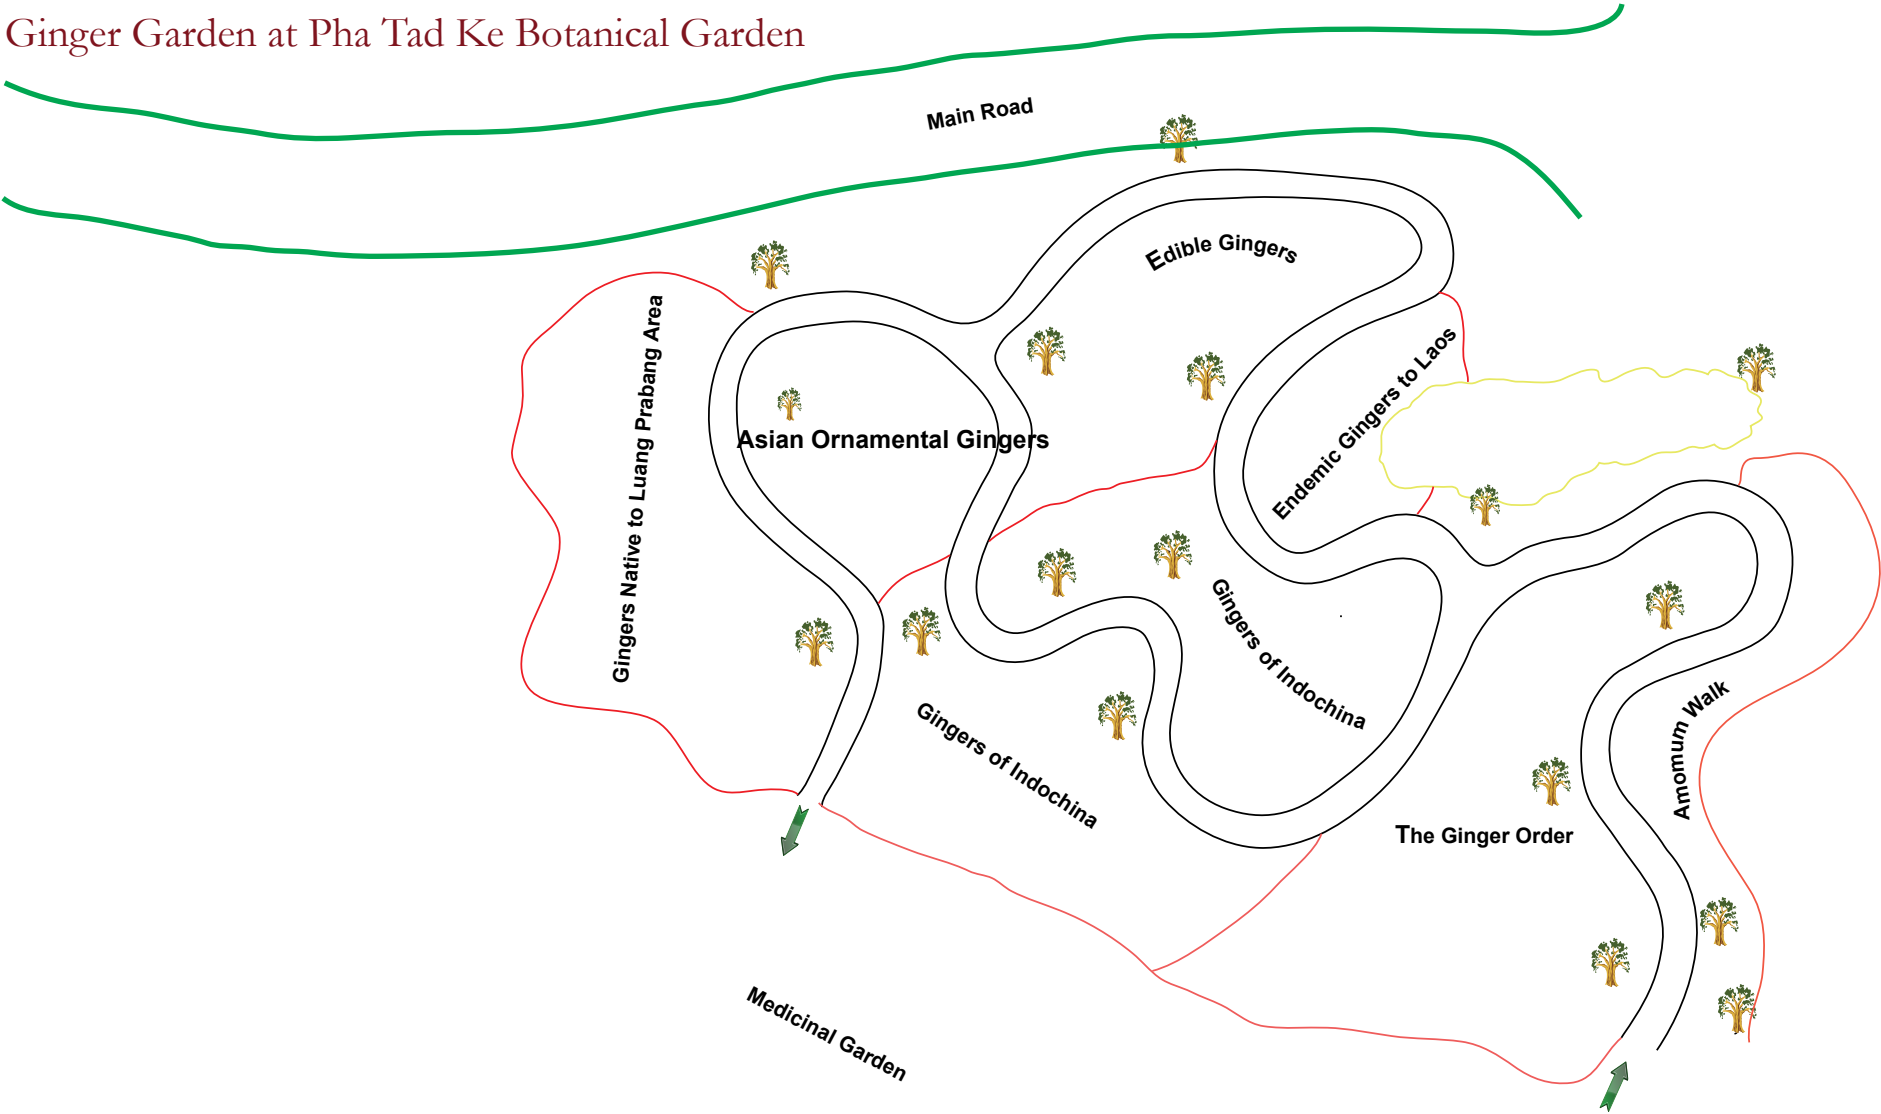 Ginger Garden at Pha Tad Ke Botanical Garden
Main Road
Edible Gingers
Gingers Native to Luang Prabang Area
Asian Ornamental Gingers
Endemic Gingers to Laos
Gingers of Indochina
Gingers of Indochina
Amomum Walk
The Ginger Order
Medicinal Garden